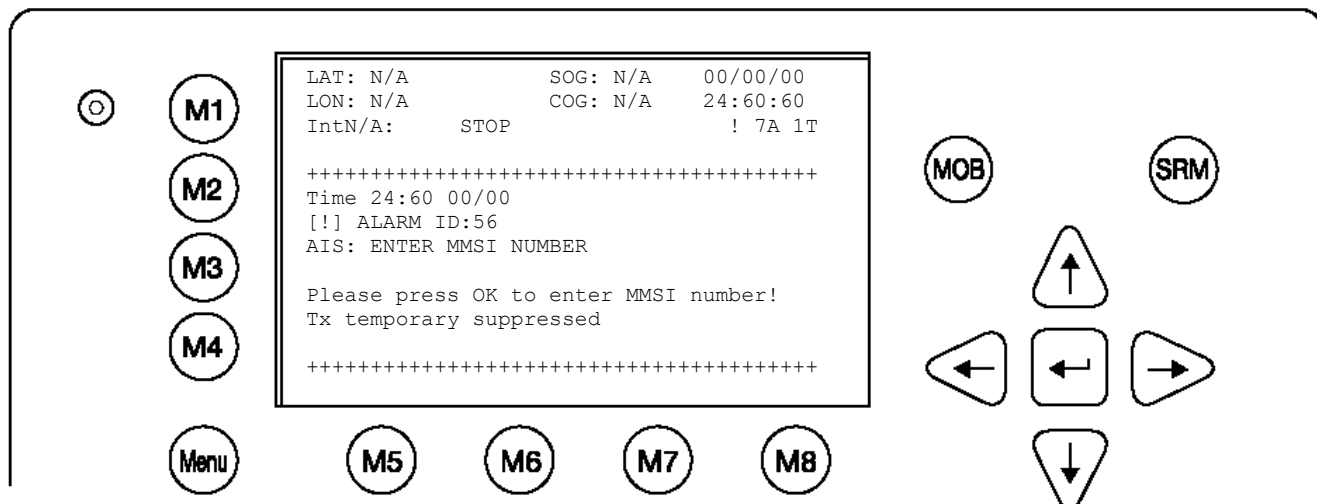 LAT: N/A SOG: N/A 00/00/00
LON: N/A COG: N/A 24:60:60
IntN/A: STOP ! 7A 1T
++++++++++++++++++++++++++++++++++++++++
Time 24:60 00/00
[!] ALARM ID:56
AIS: ENTER MMSI NUMBER
Please press OK to enter MMSI number!
Tx temporary suppressed
++++++++++++++++++++++++++++++++++++++++
M1
M2
M3
M4
Menu
M5 M6 M7 M8
MOB SRM